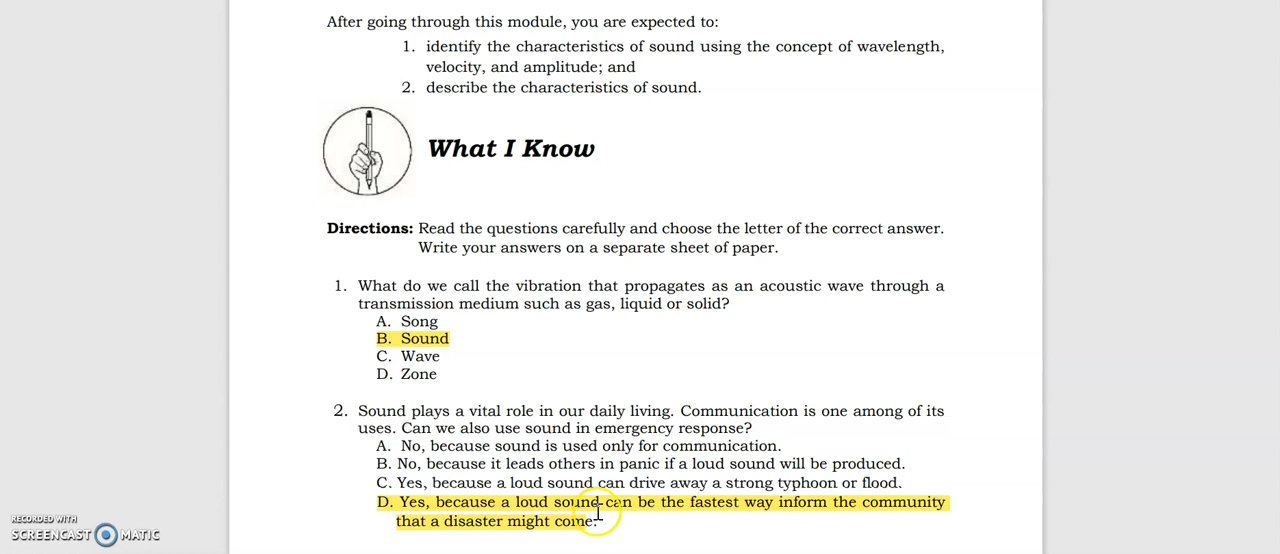 After going through this module, you are expected to:
1. identify the characteristics of sound using the concept of wavelength,
velocity, and amplitude; and
2. describe the characteristics of sound.
What I Know
Directions: Read the questions carefully and choose the letter of the correct answer.
Write your answers on a separate sheet of paper.
1. What do we call the vibration that propagates as an acoustic wave through a
transmission medium such as gas, liquid or solid?
A. Song
B. Sound
C. Wave
D. Zone
2. Sound plays a vital role in our daily living. Communication is one among of its
uses. Can we also use sound in emergency response?
A. No, because sound is used only for communication.
B. No, because it leads others in panic if a loud sound will be produced.
C. Yes, because a loud sound can drive away a strong typhoon or flood.
D. Yes, because a loud sound can be the fastest way inform the community
that a disaster might come.
RECORDED WITH
SCREENCAST MATIC